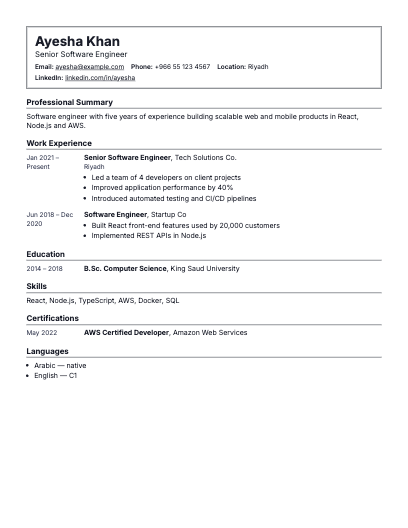 Ayesha Khan
Senior Software Engineer
Email: ayesha@example.com Phone: +966 55 123 4567 Location: Riyadh
LinkedIn: linkedin.com/in/ayesha
Professional Summary
Software engineer with five years of experience building scalable web and mobile products in React,
Node.js and AWS.
Work Experience
Jan 2021 – Present
Senior Software Engineer, Tech Solutions Co.
Riyadh
• Led a team of 4 developers on client projects
• Improved application performance by 40%
• Introduced automated testing and CI/CD pipelines
Jun 2018 – Dec 2020
Software Engineer, Startup Co
• Built React front-end features used by 20,000 customers
• Implemented REST APIs in Node.js
Education
2014 – 2018 B.Sc. Computer Science, King Saud University
Skills
React, Node.js, TypeScript, AWS, Docker, SQL
Certifications
May 2022 AWS Certified Developer, Amazon Web Services
Languages
• Arabic — native
• English — C1